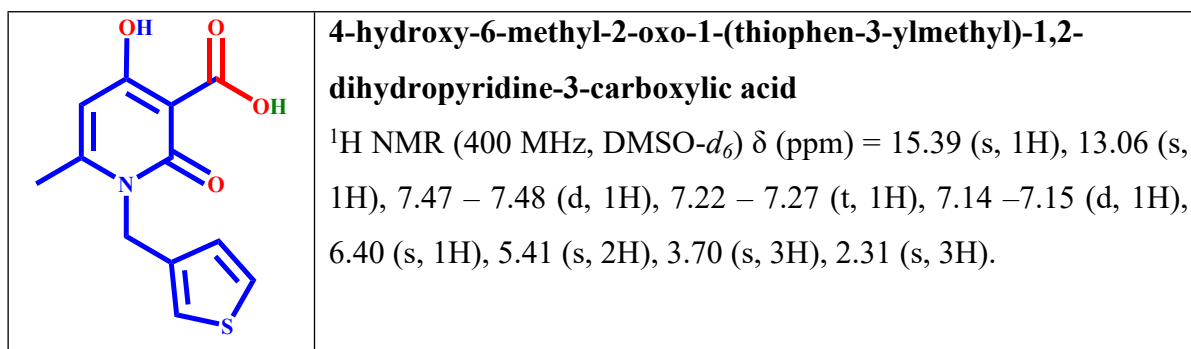 OH
O
OH
N
O
S
4-hydroxy-6-methyl-2-oxo-1-(thiophen-3-ylmethyl)-1,2-
dihydropyridine-3-carboxylic acid
¹H NMR (400 MHz, DMSO-d₆) δ (ppm) = 15.39 (s, 1H), 13.06 (s,
1H), 7.47 – 7.48 (d, 1H), 7.22 – 7.27 (t, 1H), 7.14 –7.15 (d, 1H),
6.40 (s, 1H), 5.41 (s, 2H), 3.70 (s, 3H), 2.31 (s, 3H).